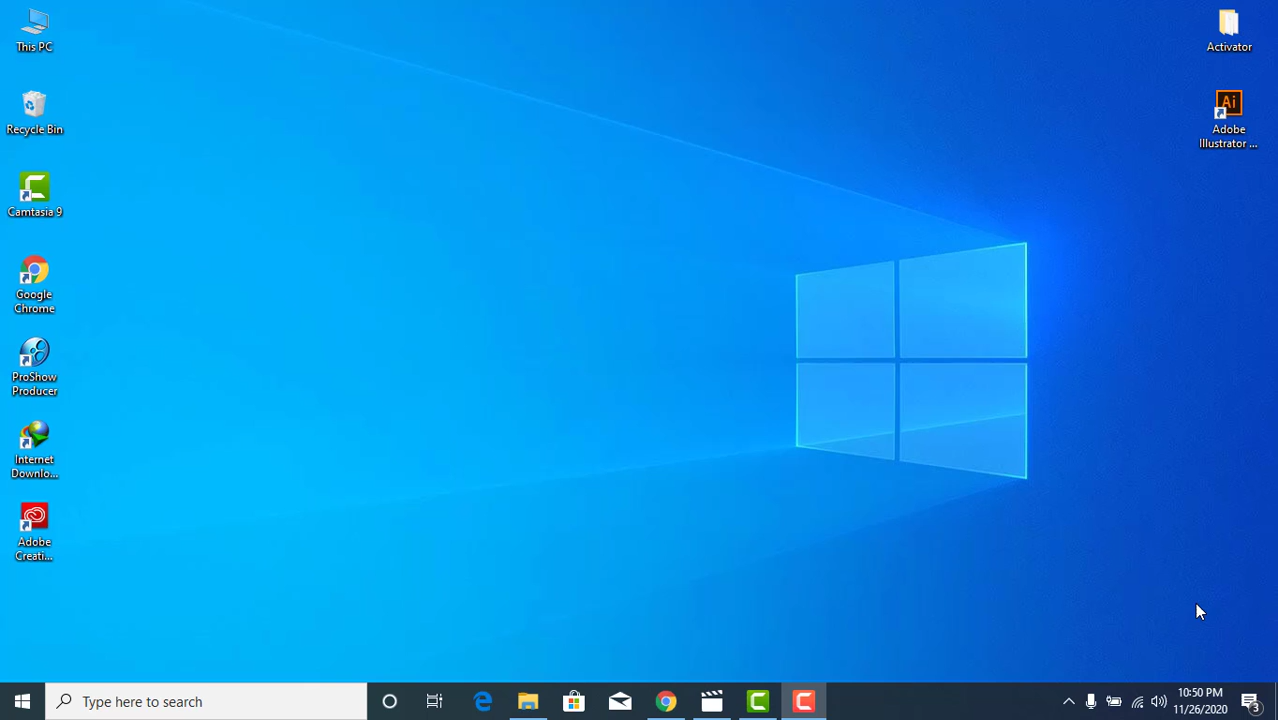 This PC
Recycle Bin
Camtasia 9
Google
Chrome
ProShow
Producer
Internet
Downlo...
Adobe
Creati...
Activator
Ai
Adobe
Illustrator ...
Type here to search
10:50 PM
11/26/2020
3